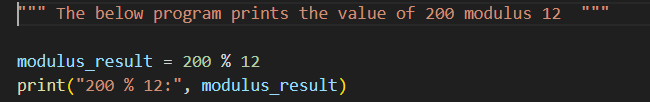 """ The below program prints the value of 200 modulus 12  """
modulus_result = 200 % 12
print("200 % 12:", modulus_result)